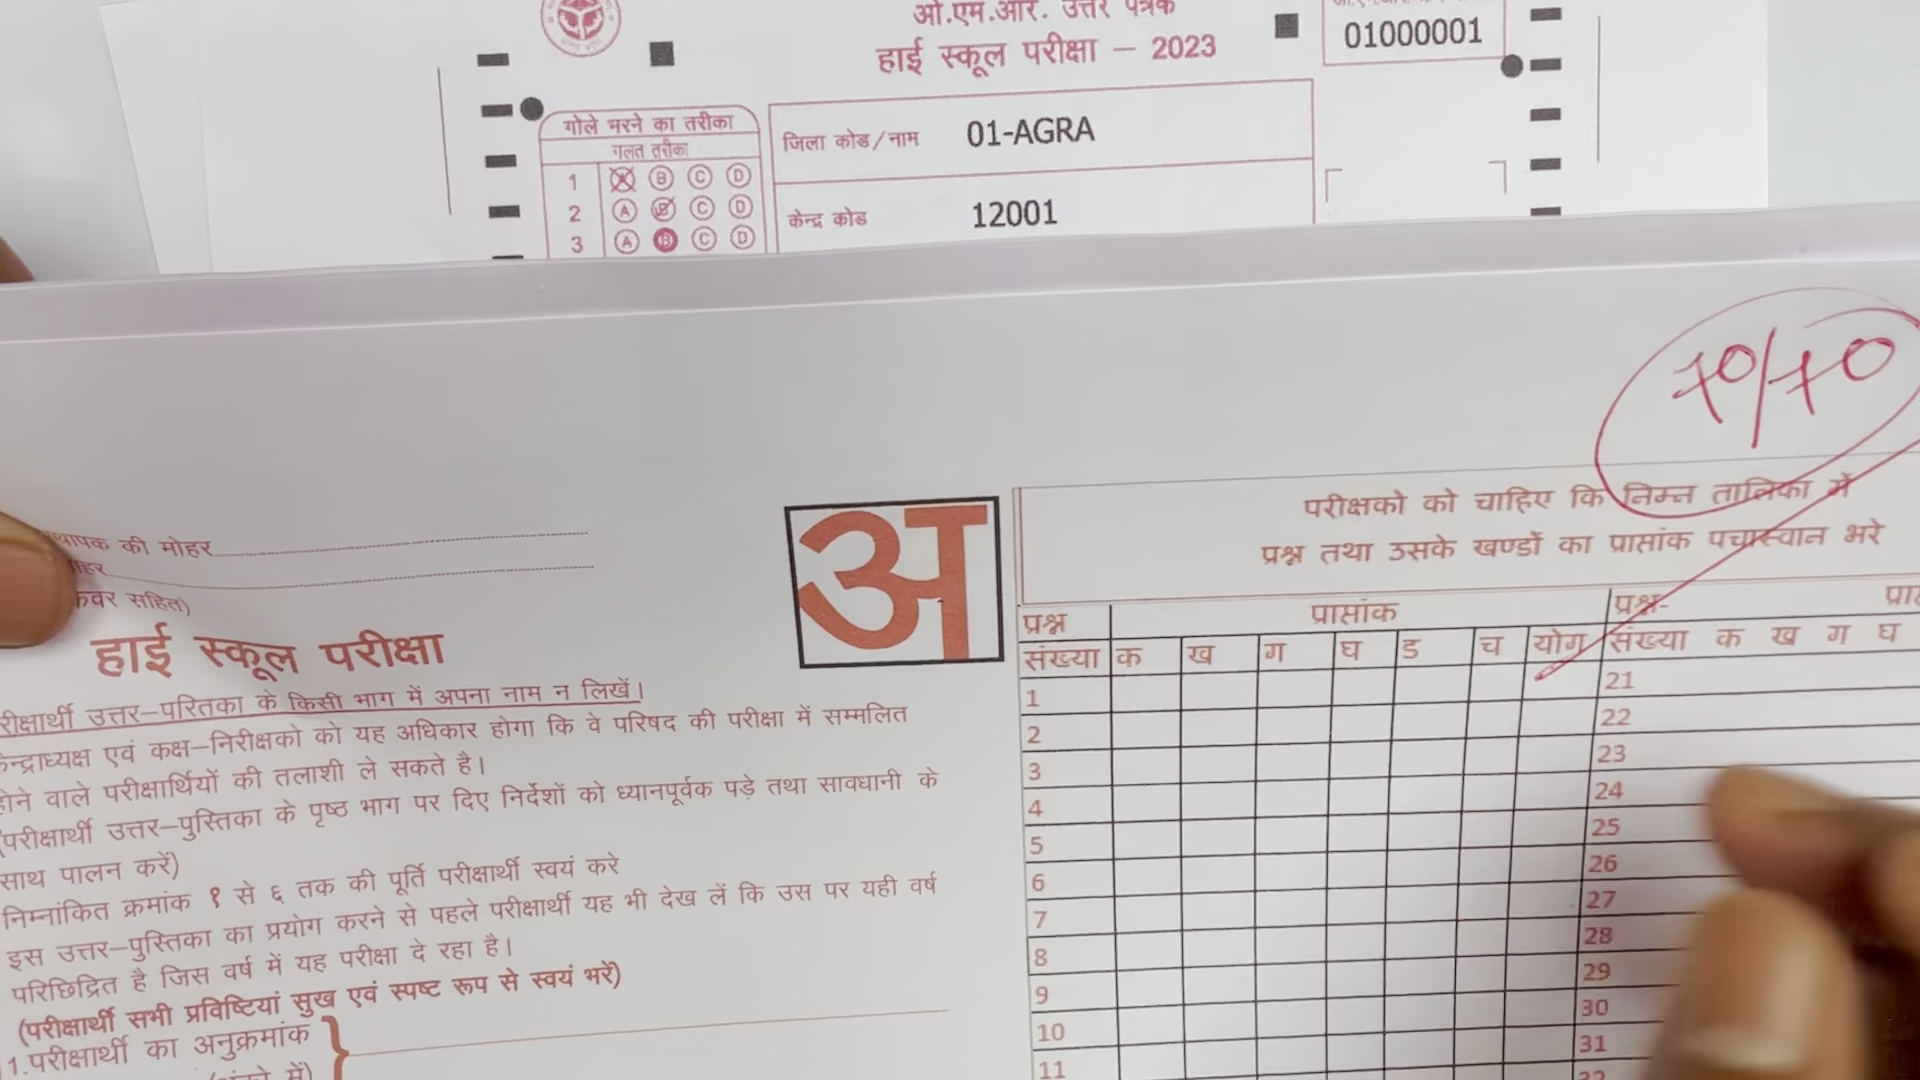 ओ.एम.आर. उत्तर पत्रक
हाई स्कूल परीक्षा – 2023
01000001
गोले भरने का तरीका
गलत तरीका
1 A B C D
2 A B C D
3 A B C D
जिला कोड/नाम 01-AGRA
केन्द्र कोड 12001
70/70
की मोहर
कवर सहित)
अ
हाई स्कूल परीक्षा
रीक्षार्थी उत्तर–परितका के किसी भाग में अपना नाम न लिखें।
केन्द्राध्यक्ष एवं कक्ष–निरीक्षको को यह अधिकार होगा कि वे परिषद की परीक्षा में सम्मलित
होने वाले परीक्षार्थियों की तलाशी ले सकते है।
(परीक्षार्थी उत्तर–पुस्तिका के पृष्ठ भाग पर दिए निर्देशों को ध्यानपूर्वक पड़े तथा सावधानी के
साथ पालन करें)
निम्नांकित क्रमांक १ से ६ तक की पूर्ति परीक्षार्थी स्वयं करे
इस उत्तर–पुस्तिका का प्रयोग करने से पहले परीक्षार्थी यह भी देख लें कि उस पर यही वर्ष
परिछिद्रित है जिस वर्ष में यह परीक्षा दे रहा है।
(परीक्षार्थी सभी प्रविष्टियां सुख एवं स्पष्ट रूप से स्वयं भरें)
1.परीक्षार्थी का अनुक्रमांक
परीक्षको को चाहिए कि निम्न तालिका में
प्रश्न तथा उसके खण्डों का प्राप्तांक पचास्वान भरे
प्रश्न प्राप्तांक प्रश्न-
संख्या क ख ग घ ड च योग संख्या क ख ग घ
1 21
2 22
3 23
4 24
5 25
6 26
7 27
8 28
9 29
10 30
11 31